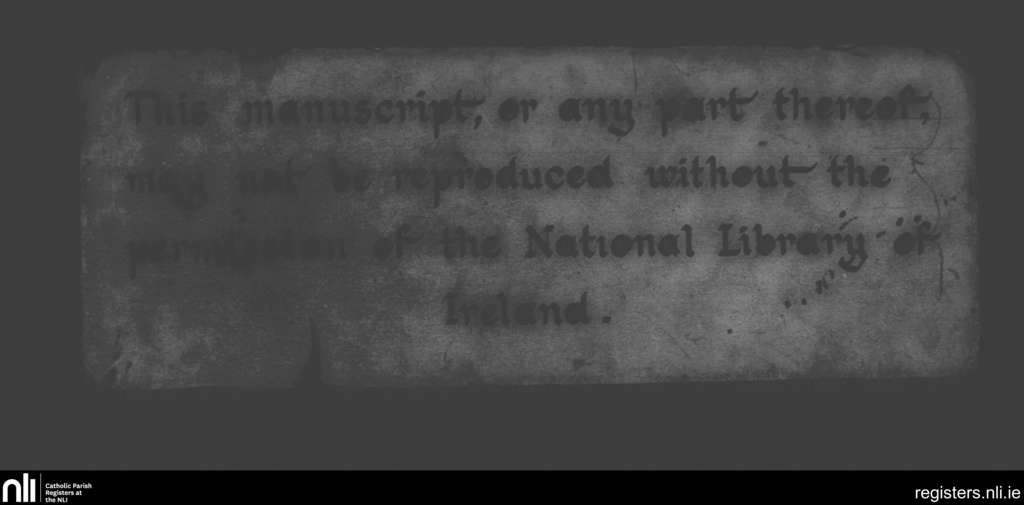 This manuscript, or any part thereof,
may not be reproduced without the
permission of the National Library of
Ireland.
nli
Catholic Parish
Registers at
the NLI
registers.nli.ie